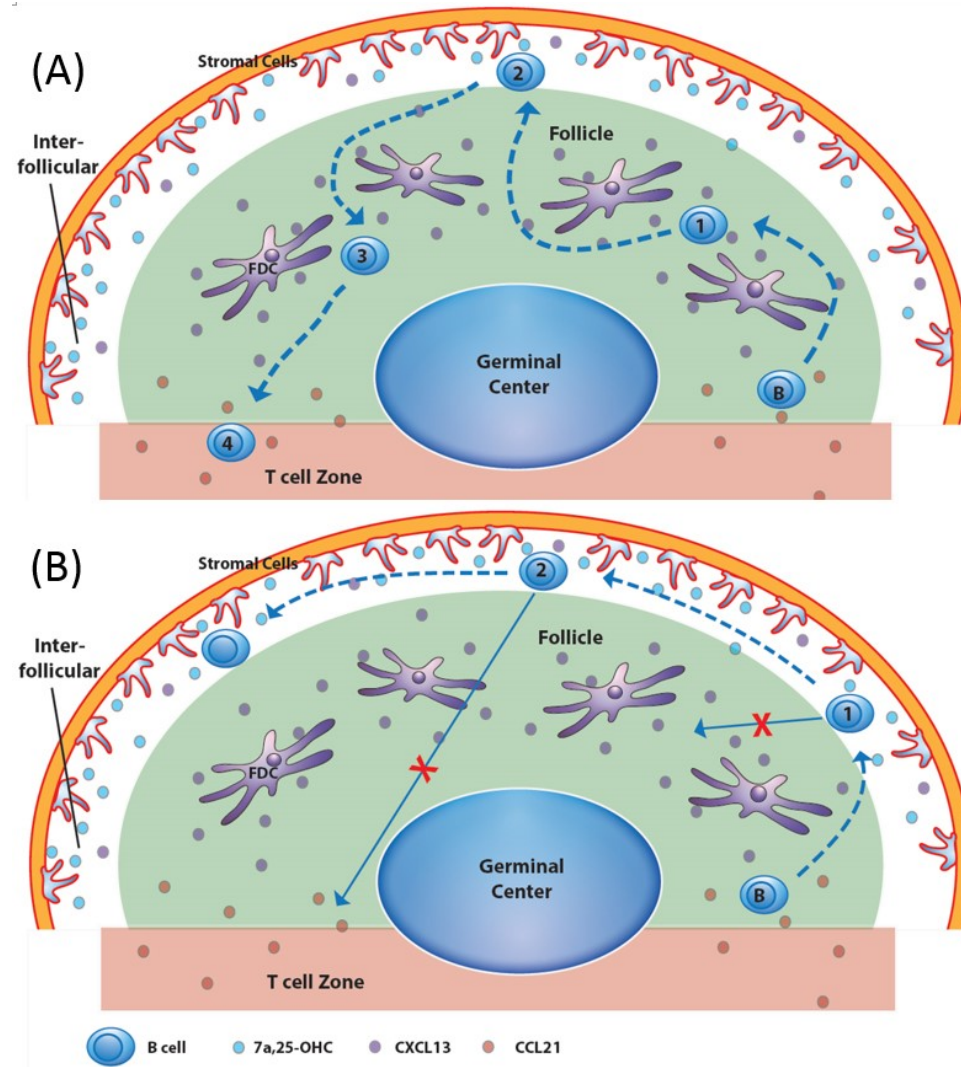 (A)
Stromal Cells
2
Inter-
follicular
Follicle
1
3
FDC
Germinal
Center
B
4
T cell Zone
(B)
Stromal Cells
2
Inter-
follicular
Follicle
1
X
X
FDC
Germinal
Center
B
T cell Zone
B cell
7a,25-OHC
CXCL13
CCL21